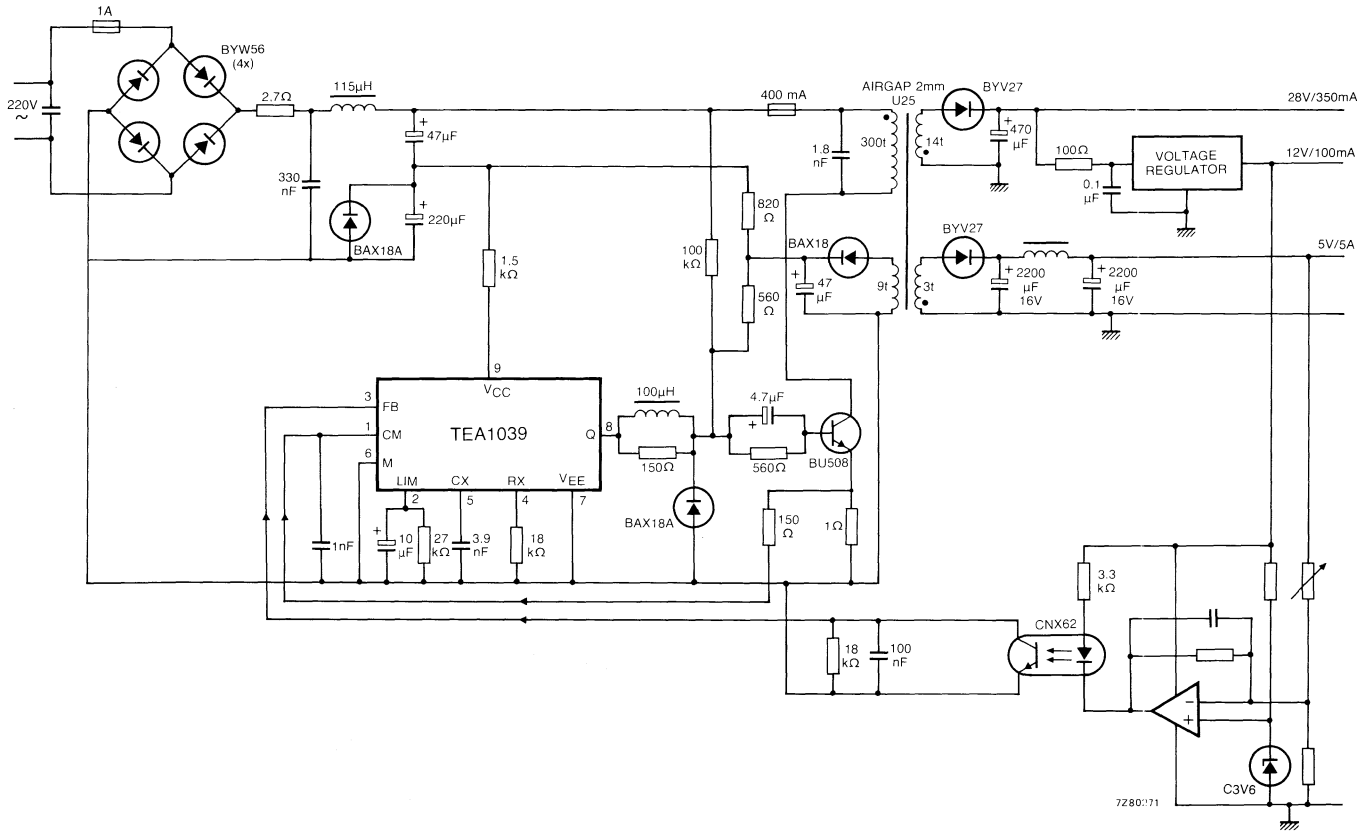 1A
BYW56
(4x)
220V
~
2.7Ω
115μH
+
47μF
330
nF
+
220μF
BAX18A
1.5
kΩ
100
kΩ
820
Ω
560
Ω
400 mA
1.8
nF
AIRGAP 2mm
U25
300t
14t
BYV27
+
470
μF
28V/350mA
100Ω
0.1
μF
VOLTAGE
REGULATOR
12V/100mA
BAX18
+
47
μF
9t
3t
BYV27
+
2200
μF
16V
+
2200
μF
16V
5V/5A
9
VCC
3
FB
1
CM
6
M
TEA1039
Q
8
LIM
CX
RX
VEE
2
5
4
7
100μH
150Ω
4.7μF
+
560Ω
BU508
BAX18A
150
Ω
1Ω
1nF
+
10
μF
27
kΩ
3.9
nF
18
kΩ
18
kΩ
100
nF
CNX62
3.3
kΩ
−
+
C3V6